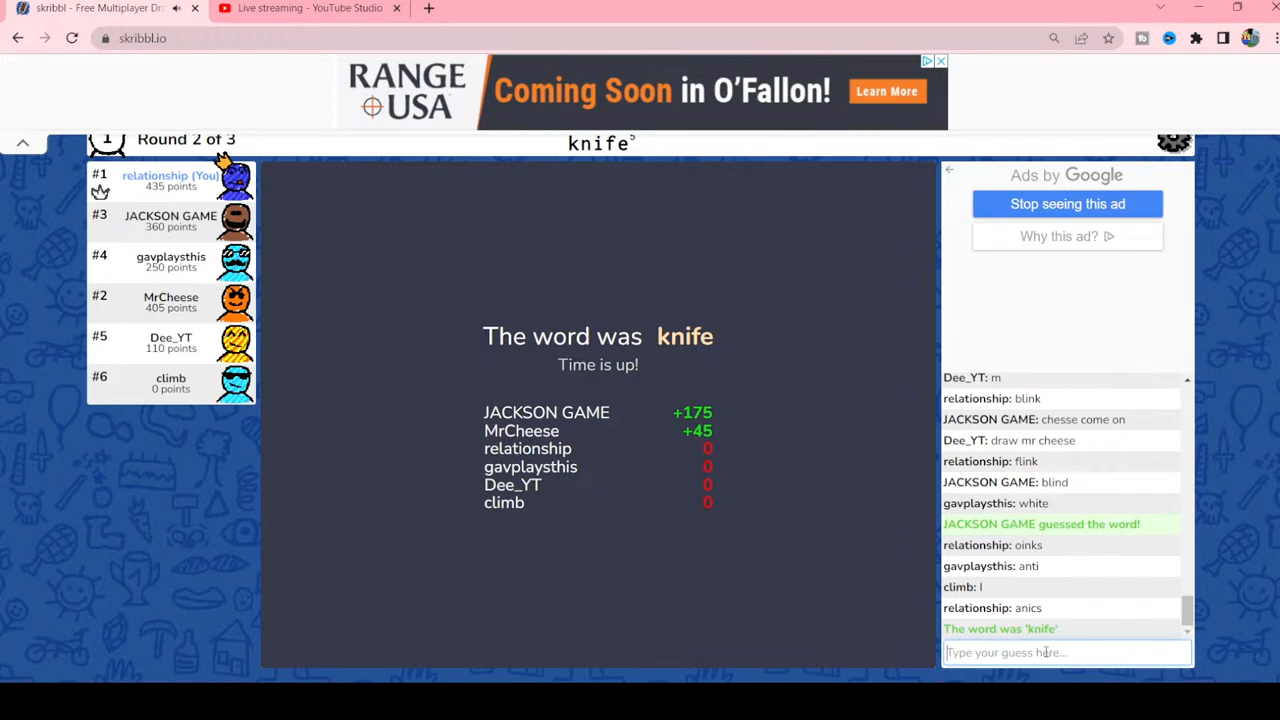 skribbl - Free Multiplayer Dra
Live streaming - YouTube Studio
skribbl.io
RANGE
USA
Coming Soon in O'Fallon!
Learn More
1
Round 2 of 3
knife5
#1
relationship (You)
435 points
#3
JACKSON GAME
360 points
#4
gavplaysthis
250 points
#2
MrCheese
405 points
#5
Dee_YT
110 points
#6
climb
0 points
The word was knife
Time is up!
JACKSON GAME +175
MrCheese +45
relationship 0
gavplaysthis 0
Dee_YT 0
climb 0
Ads by Google
Stop seeing this ad
Why this ad?
Dee_YT: m
relationship: blink
JACKSON GAME: chesse come on
Dee_YT: draw mr cheese
relationship: flink
JACKSON GAME: blind
gavplaysthis: white
JACKSON GAME guessed the word!
relationship: oinks
gavplaysthis: anti
climb: I
relationship: anics
The word was 'knife'
Type your guess here...